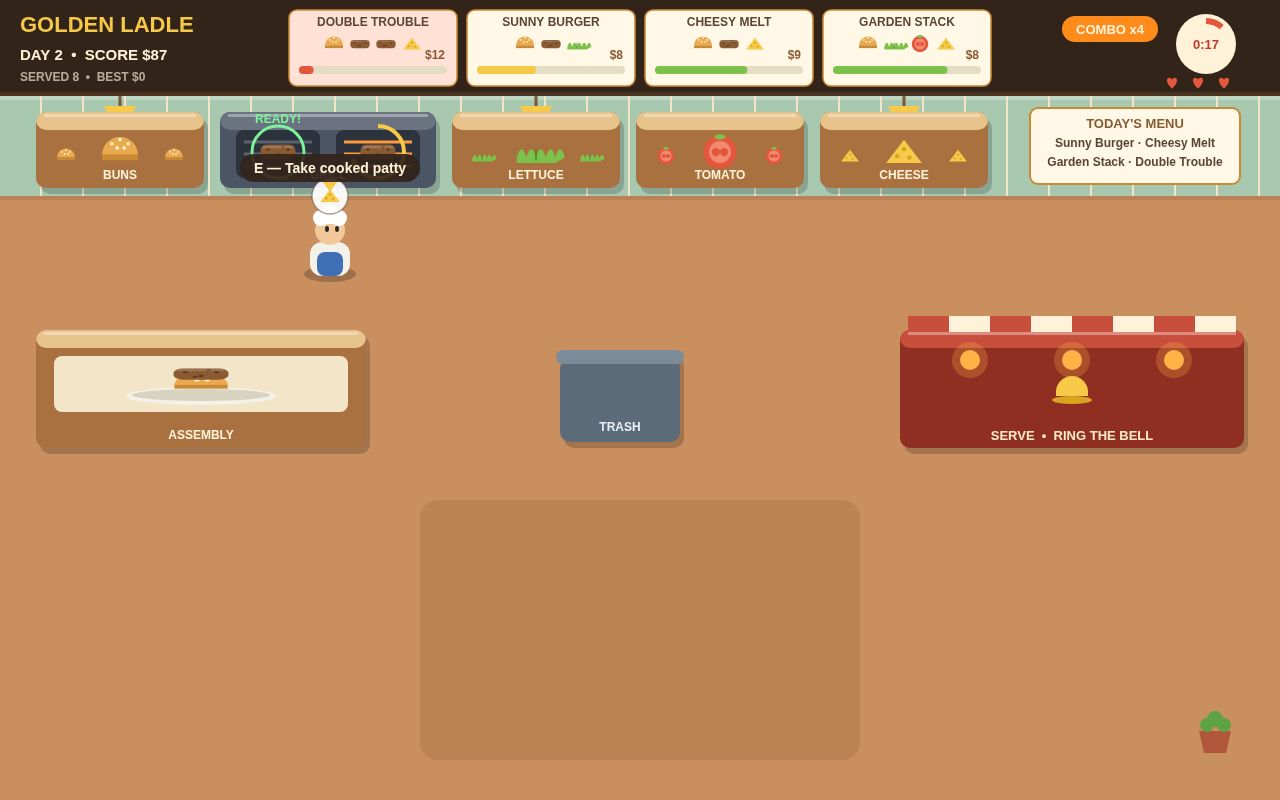 GOLDEN LADLE
DAY 2 • SCORE $87
SERVED 8 • BEST $0
DOUBLE TROUBLE
$12
SUNNY BURGER
$8
CHEESY MELT
$9
GARDEN STACK
$8
COMBO x4
0:17
BUNS
READY!
E — Take cooked patty
LETTUCE
TOMATO
CHEESE
TODAY'S MENU
Sunny Burger · Cheesy Melt
Garden Stack · Double Trouble
ASSEMBLY
TRASH
SERVE • RING THE BELL